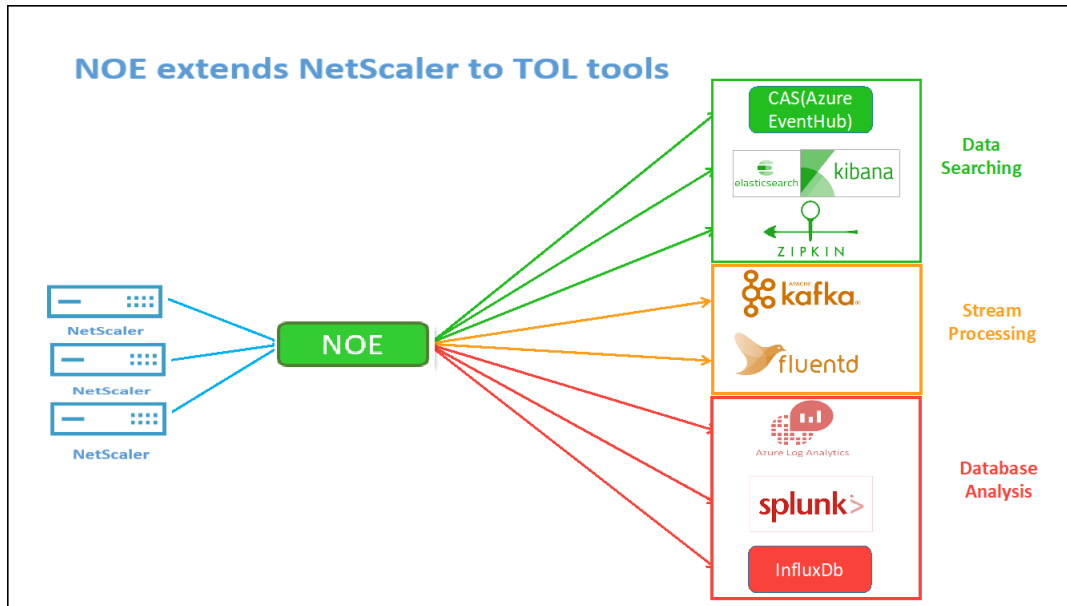 NOE extends NetScaler to TOL tools
CAS(Azure
EventHub)
Data
Searching
elasticsearch
kibana
ZIPKIN
NetScaler
NetScaler
NetScaler
NOE
APACHE
kafka
Stream
Processing
fluentd
Azure Log Analytics
splunk>
Database
Analysis
InfluxDb